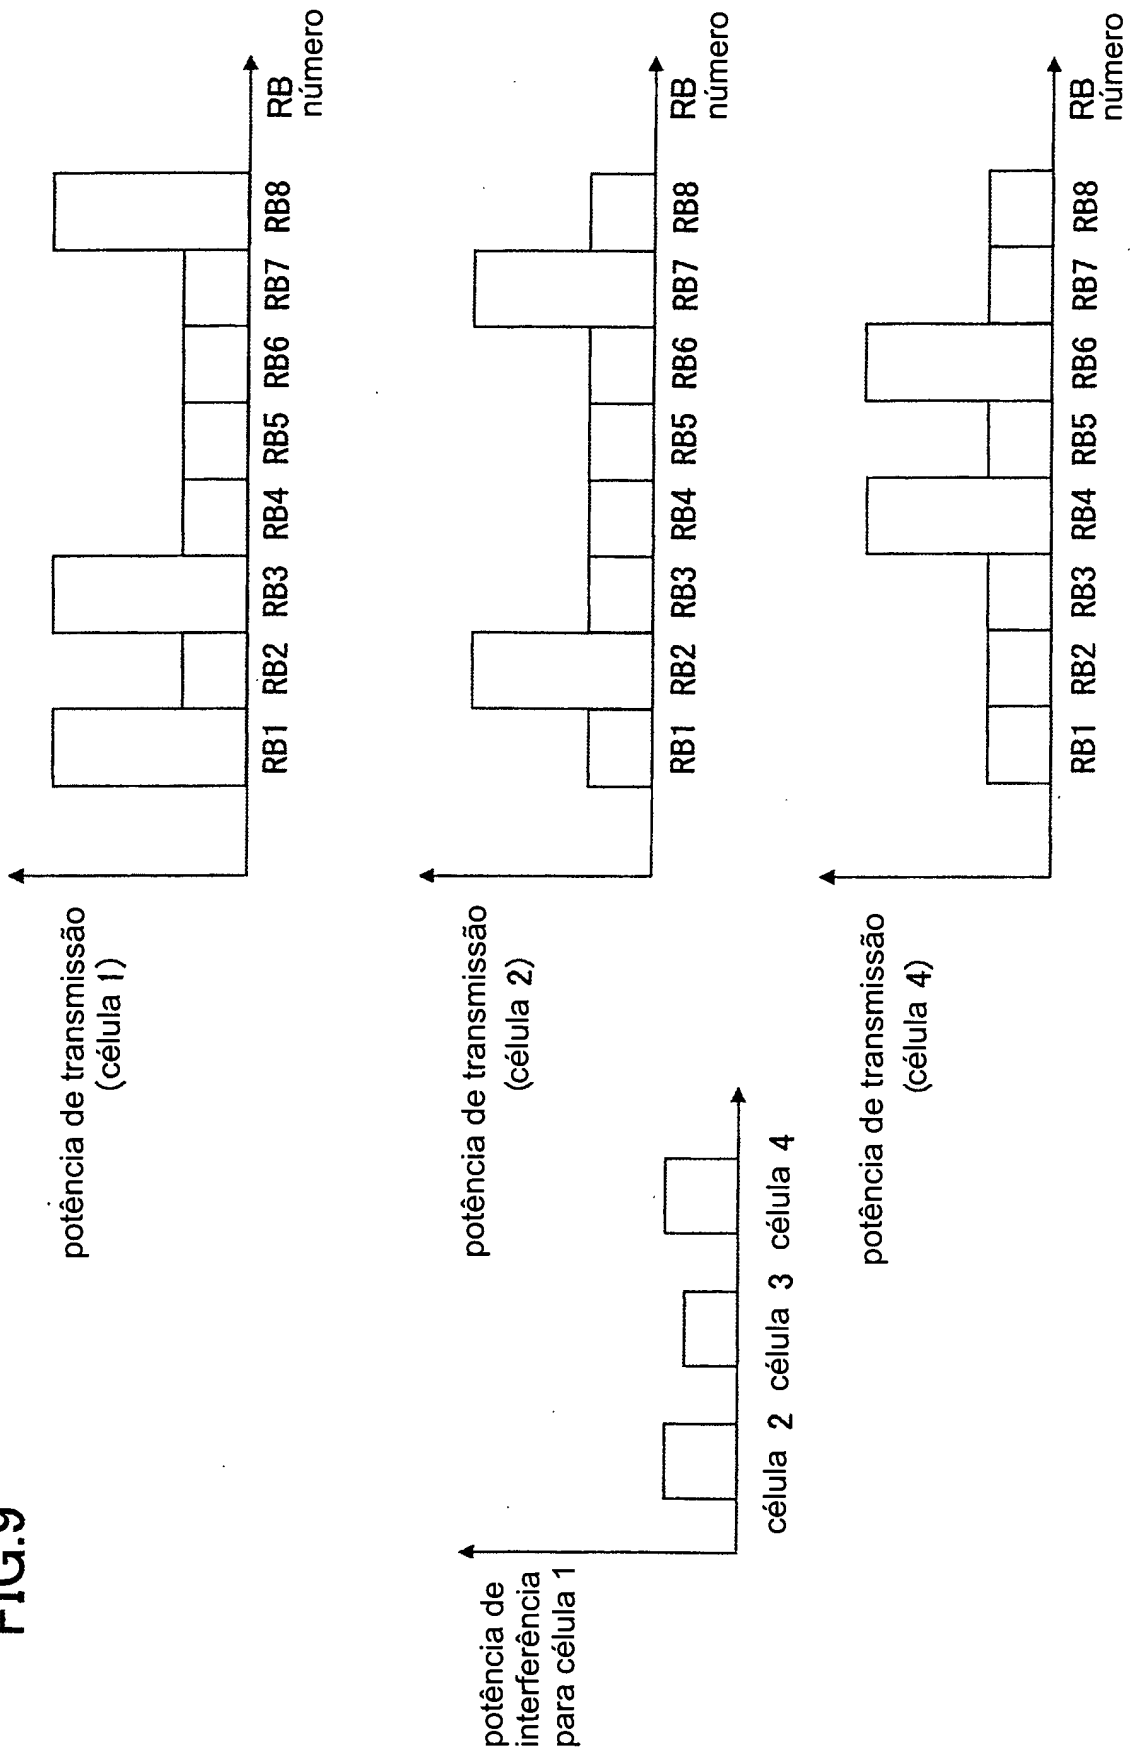 FIG.9
potência de
interferência
para célula 1
célula 2 célula 3 célula 4
potência de transmissão
(célula 1)
RB1 RB2 RB3 RB4 RB5 RB6 RB7 RB8
RB
número
potência de transmissão
(célula 2)
RB1 RB2 RB3 RB4 RB5 RB6 RB7 RB8
RB
número
potência de transmissão
(célula 4)
RB1 RB2 RB3 RB4 RB5 RB6 RB7 RB8
RB
número